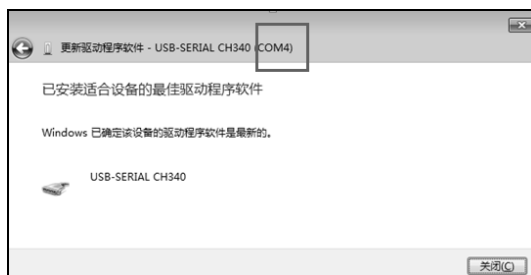 更新驱动程序软件 - USB-SERIAL CH340 (COM4)
已安装适合设备的最佳驱动程序软件
Windows 已确定该设备的驱动程序软件是最新的。
USB-SERIAL CH340
关闭(C)